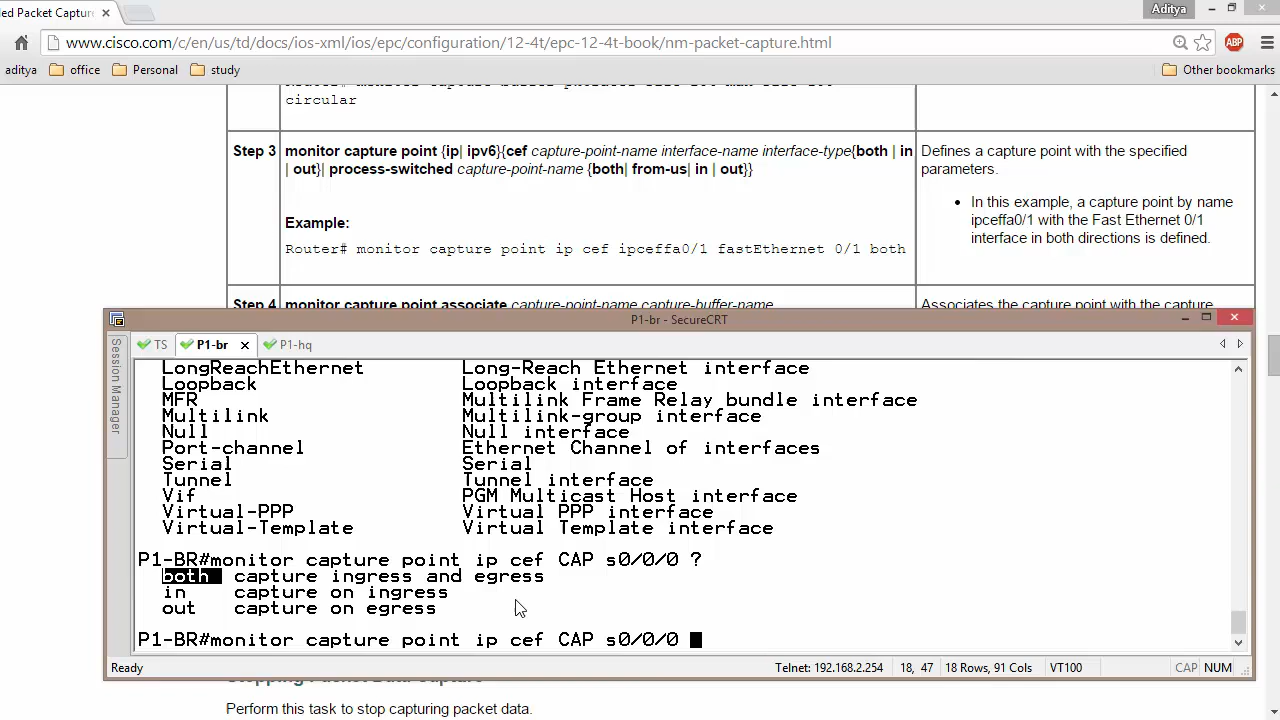 led Packet Captur
Aditya
www.cisco.com/c/en/us/td/docs/ios-xml/ios/epc/configuration/12-4t/epc-12-4t-book/nm-packet-capture.html
ABP
aditya office Personal study Other bookmarks
circular
Step 3 monitor capture point {ip| ipv6}{cef capture-point-name interface-name interface-type{both | in
| out}| process-switched capture-point-name {both| from-us| in | out}}
Defines a capture point with the specified
parameters.
• In this example, a capture point by name
ipceffa0/1 with the Fast Ethernet 0/1
interface in both directions is defined.
Example:
Router# monitor capture point ip cef ipceffa0/1 fastEthernet 0/1 both
Step 4 monitor capture point associate capture-point-name capture-buffer-name
Associates the capture point with the capture
P1-br - SecureCRT
TS P1-br P1-hq
Session Manager
LongReachEthernet Long-Reach Ethernet interface
Loopback Loopback interface
MFR Multilink Frame Relay bundle interface
Multilink Multilink-group interface
Null Null interface
Port-channel Ethernet Channel of interfaces
Serial Serial
Tunnel Tunnel interface
Vif PGM Multicast Host interface
Virtual-PPP Virtual PPP interface
Virtual-Template Virtual Template interface
P1-BR#monitor capture point ip cef CAP s0/0/0 ?
both capture ingress and egress
in capture on ingress
out capture on egress
P1-BR#monitor capture point ip cef CAP s0/0/0
Ready Telnet: 192.168.2.254 18, 47 18 Rows, 91 Cols VT100 CAP NUM
Perform this task to stop capturing packet data.